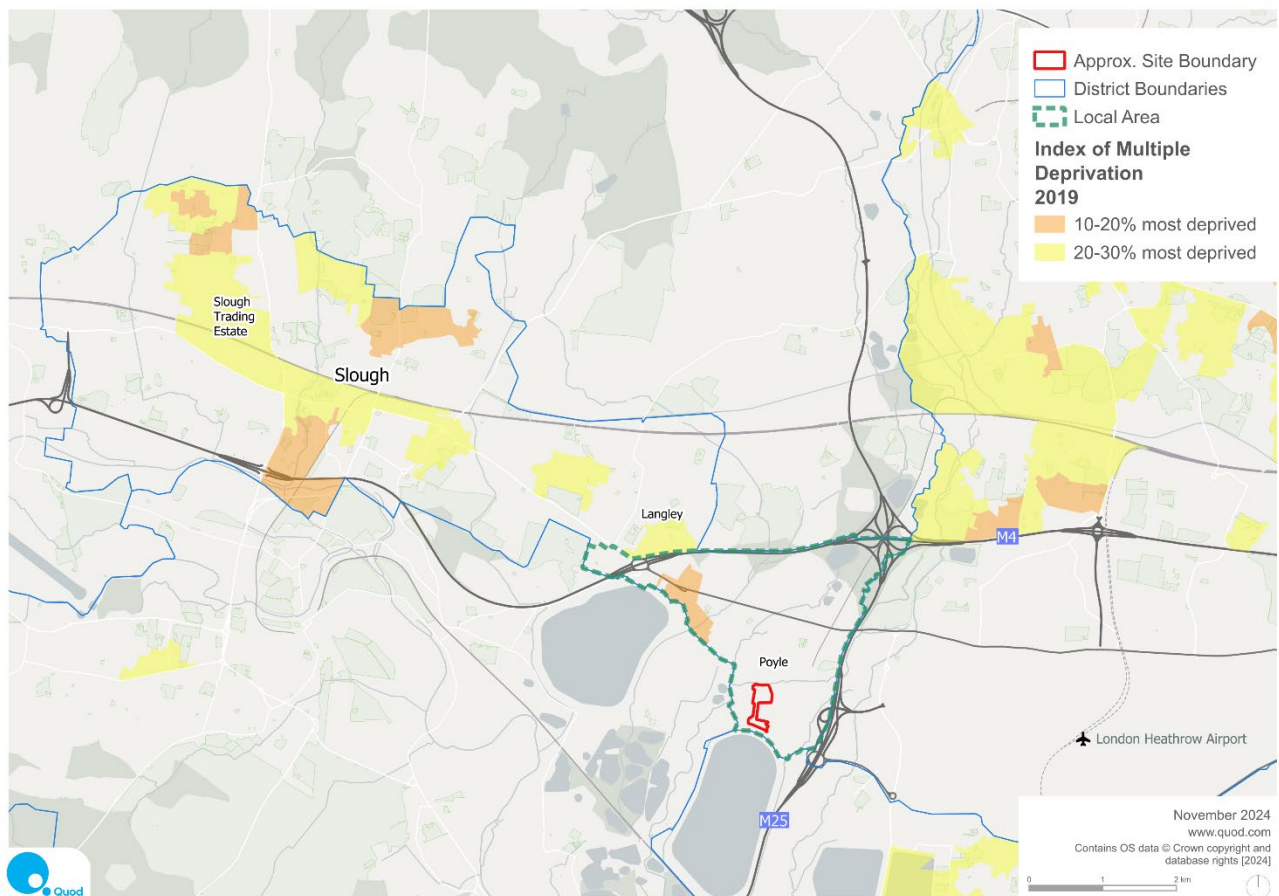 Approx. Site Boundary
District Boundaries
Local Area
Index of Multiple
Deprivation
2019
10-20% most deprived
20-30% most deprived
Slough
Trading
Estate
Slough
Langley
M4
Poyle
London Heathrow Airport
M25
November 2024
www.quod.com
Contains OS data © Crown copyright and
database rights [2024]
0 1 2 km
Quod